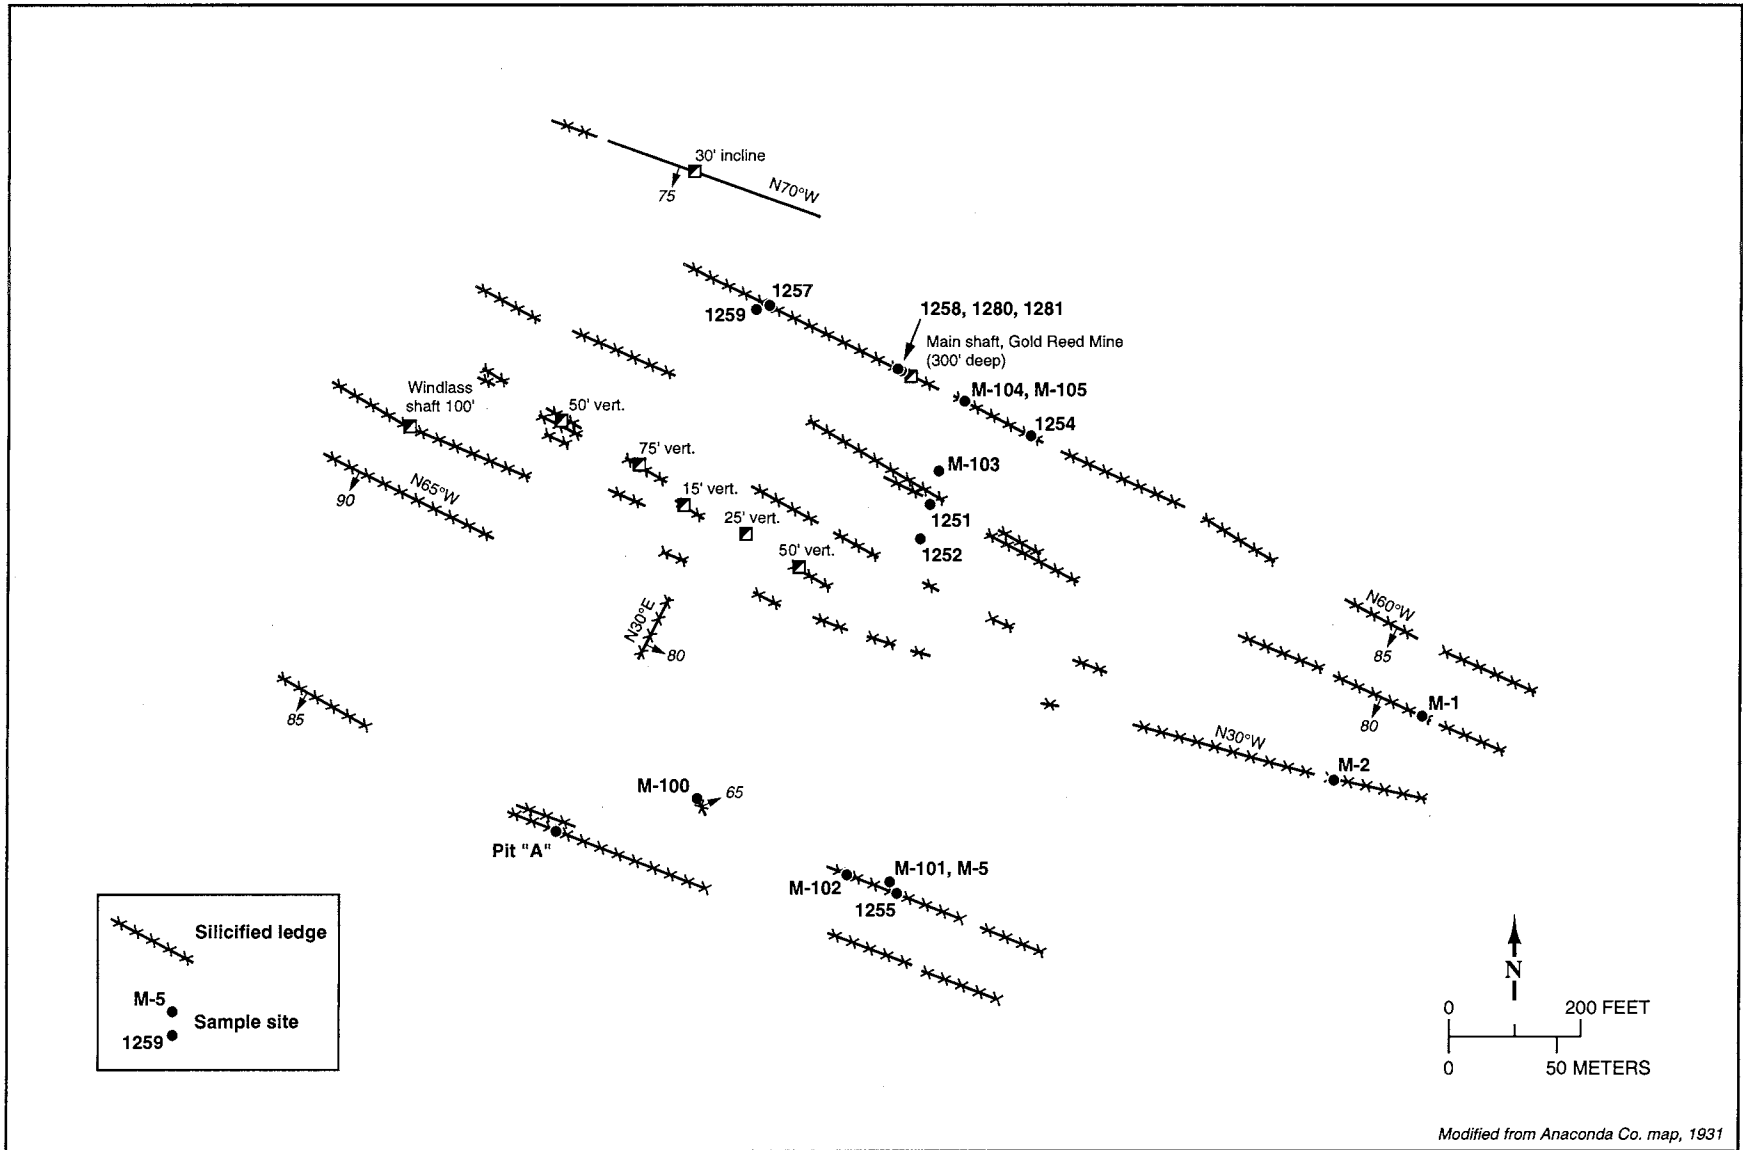 30' incline
75
N70°W
1257
1259
1258, 1280, 1281
Main shaft, Gold Reed Mine
(300' deep)
Windlass
shaft 100'
50' vert.
M-104, M-105
1254
75' vert.
M-103
90
N65°W
15' vert.
25' vert.
1251
50' vert.
1252
N30°E
80
N60°W
85
85
M-1
80
N30°W
M-2
M-100
65
Pit "A"
M-101, M-5
M-102
1255
Silicified ledge
M-5
Sample site
1259
N
0 200 FEET
0 50 METERS
Modified from Anaconda Co. map, 1931